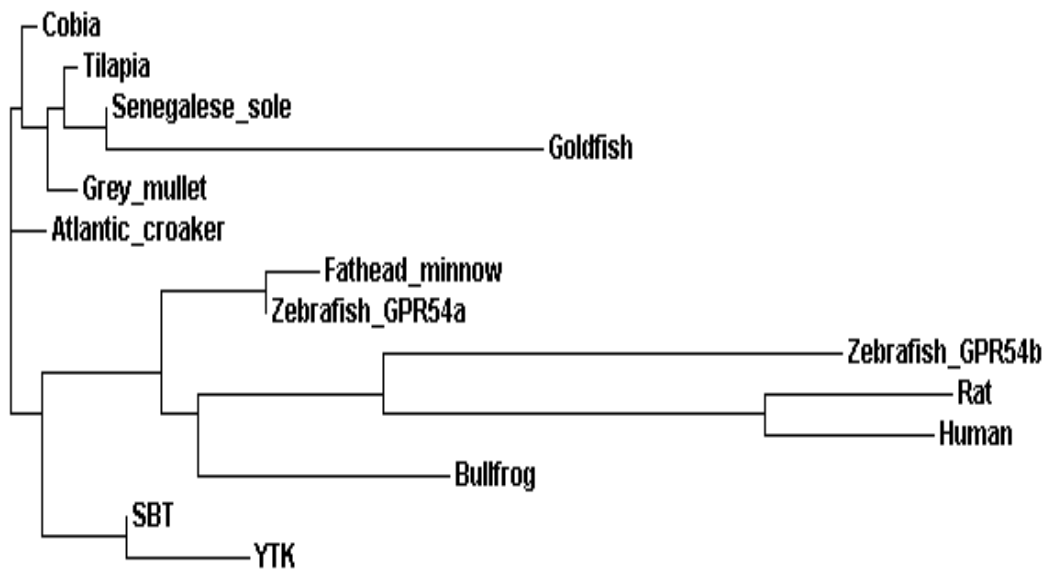 Cobia
Tilapia
Senegalese_sole
Goldfish
Grey_mullet
Atlantic_croaker
Fathead_minnow
Zebrafish_GPR54a
Zebrafish_GPR54b
Rat
Human
Bullfrog
SBT
YTK